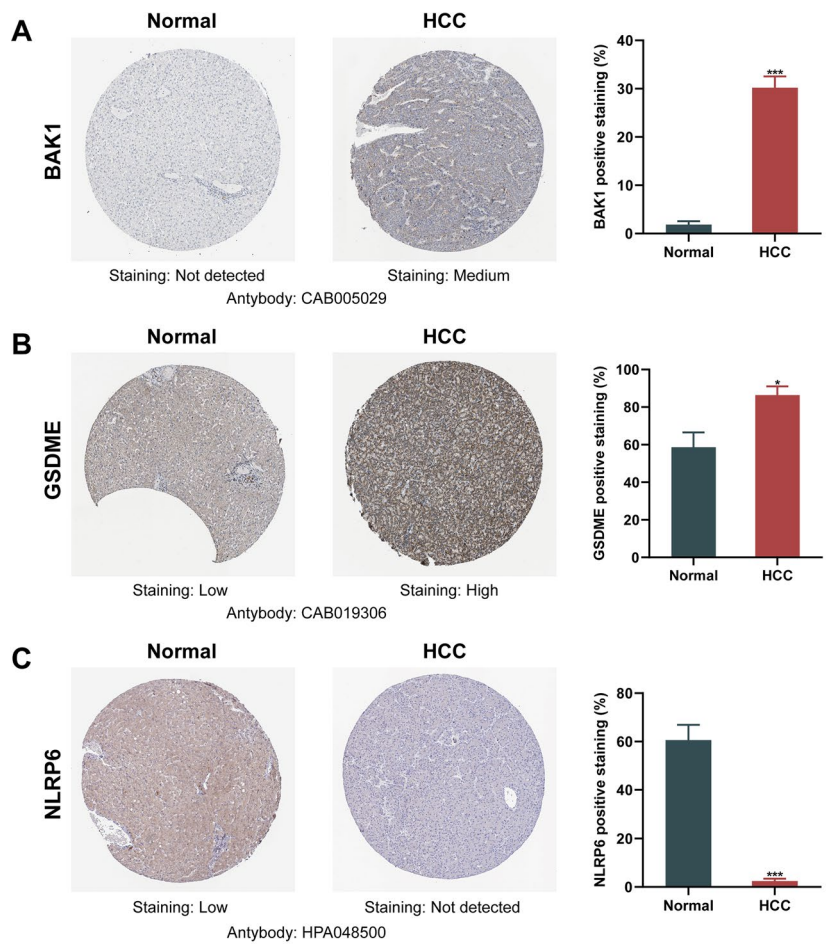 A
Normal
HCC
BAK1
Staining: Not detected
Staining: Medium
Antybody: CAB005029
BAK1 positive staining (%)
40
30
20
10
0
***
Normal
HCC
B
Normal
HCC
GSDME
Staining: Low
Staining: High
Antybody: CAB019306
GSDME positive staining (%)
100
80
60
40
20
0
*
Normal
HCC
C
Normal
HCC
NLRP6
Staining: Low
Staining: Not detected
Antybody: HPA048500
NLRP6 positive staining (%)
80
60
40
20
0
***
Normal
HCC